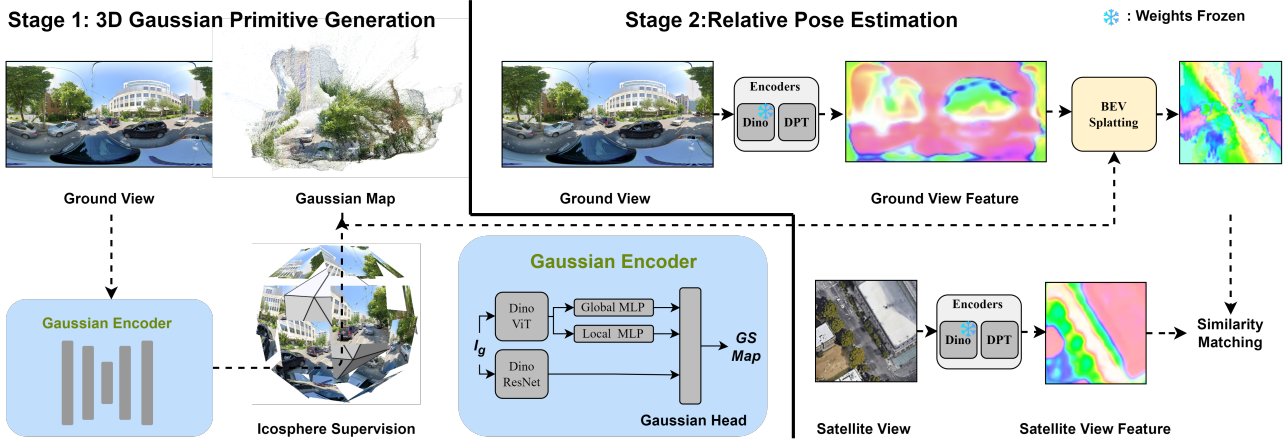 Stage 1: 3D Gaussian Primitive Generation
Ground View
Gaussian Map
Gaussian Encoder
Icosphere Supervision
Gaussian Encoder
Ig
Dino
ViT
Global MLP
Local MLP
Dino
ResNet
GS
Map
Gaussian Head
Stage 2:Relative Pose Estimation
: Weights Frozen
Ground View
Encoders
Dino
DPT
Ground View Feature
BEV
Splatting
Satellite View
Encoders
Dino
DPT
Satellite View Feature
Similarity
Matching